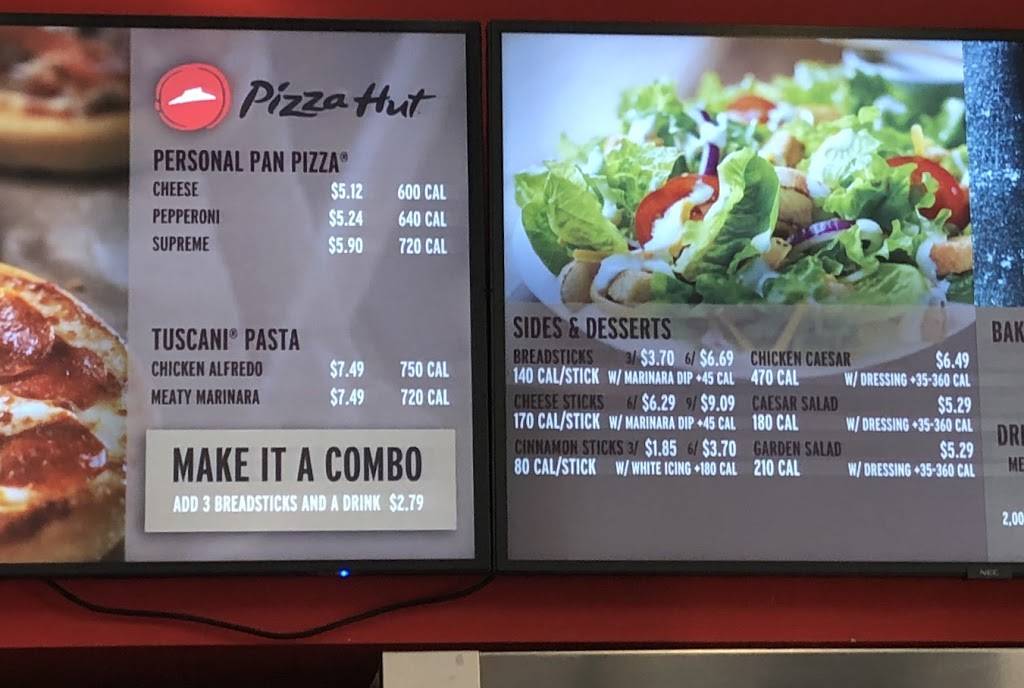 Pizza Hut
PERSONAL PAN PIZZA®
CHEESE $5.12 600 CAL
PEPPERONI $5.24 640 CAL
SUPREME $5.90 720 CAL
TUSCANI® PASTA
CHICKEN ALFREDO $7.49 750 CAL
MEATY MARINARA $7.49 720 CAL
MAKE IT A COMBO
ADD 3 BREADSTICKS AND A DRINK $2.79
SIDES & DESSERTS
BREADSTICKS 3/ $3.70 6/ $6.69
140 CAL/STICK W/ MARINARA DIP +45 CAL
CHEESE STICKS 6/ $6.29 9/ $9.09
170 CAL/STICK W/ MARINARA DIP +45 CAL
CINNAMON STICKS 3/ $1.85 6/ $3.70
80 CAL/STICK W/ WHITE ICING +180 CAL
CHICKEN CAESAR $6.49
470 CAL W/ DRESSING +35-360 CAL
CAESAR SALAD $5.29
180 CAL W/ DRESSING +35-360 CAL
GARDEN SALAD $5.29
210 CAL W/ DRESSING +35-360 CAL
BAK
DRI
ME
2,00
NEC